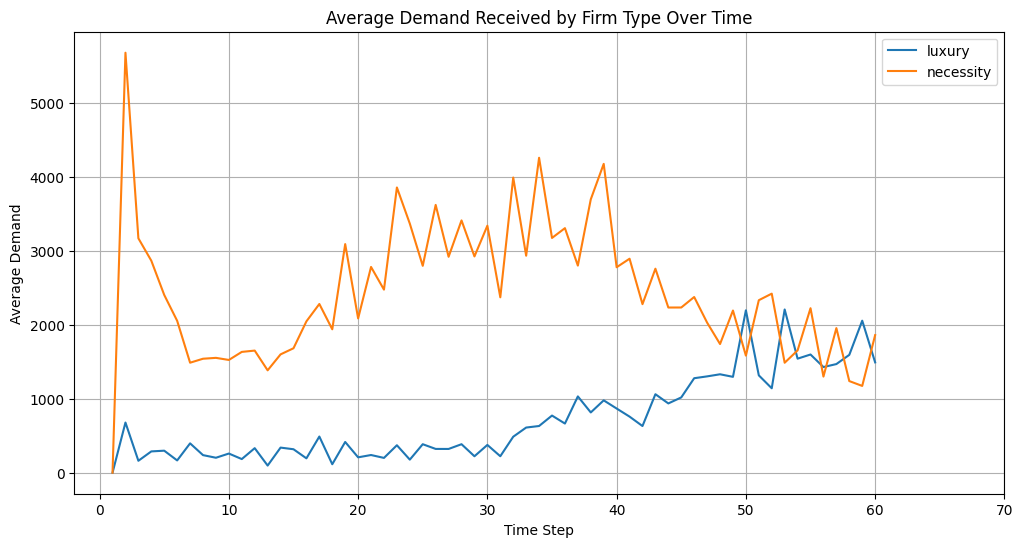 Average Demand Received by Firm Type Over Time
luxury
necessity
Average Demand
5000
4000
3000
2000
1000
0
0 10 20 30 40 50 60 70
Time Step